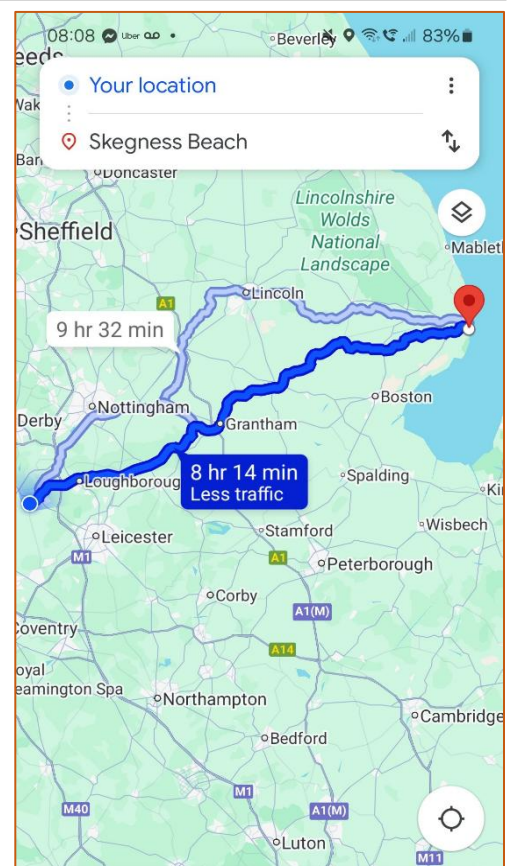 08:08 Uber 83%
Beverley
eeds
Your location
Wak
Skegness Beach
Bar
Doncaster
Lincolnshire
Wolds
National
Landscape
Sheffield
Mablet
A1
Lincoln
9 hr 32 min
Boston
Nottingham
Derby
Grantham
8 hr 14 min
Less traffic
Loughboroug
Spalding
Ki
Wisbech
Stamford
Leicester
M1
A1
Peterborough
Corby
A1(M)
oventry
A14
oyal
eamington Spa
Northampton
Cambridge
Bedford
M1
M40
A1(M)
Luton
M11